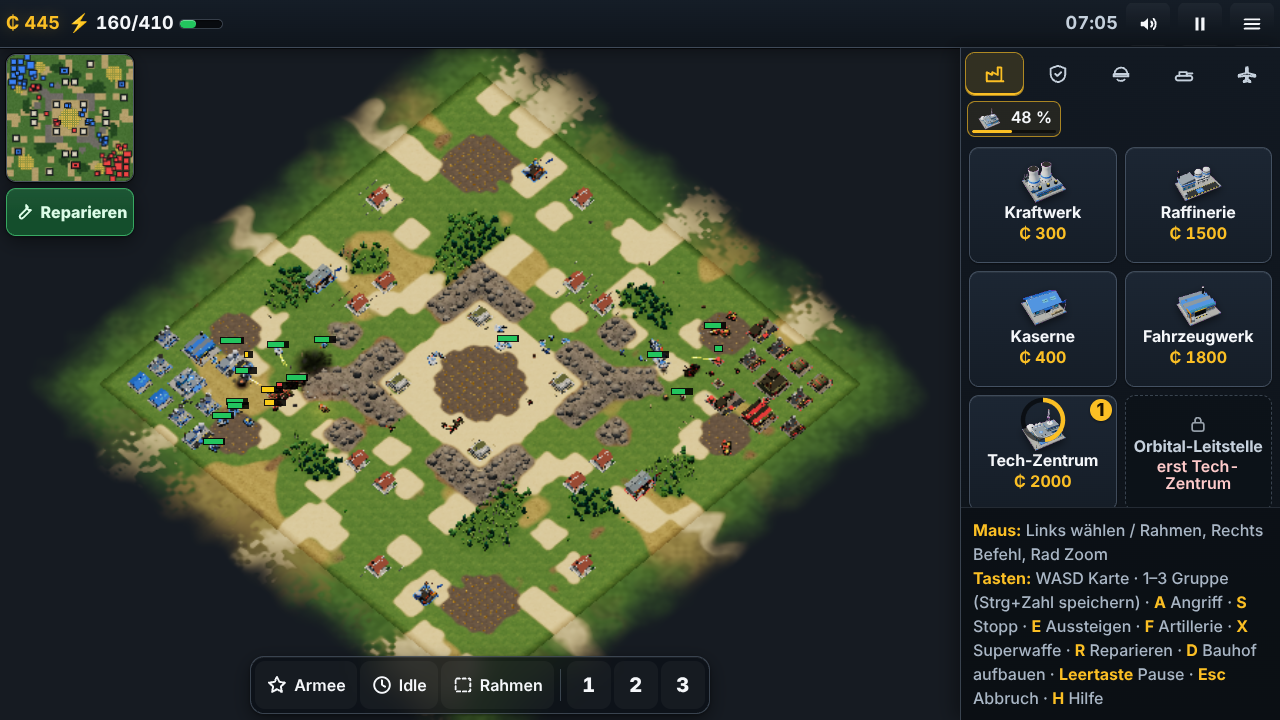 ₵ 445 ⚡ 160/410
07:05
Reparieren
48 %
Kraftwerk
₵ 300
Raffinerie
₵ 1500
Kaserne
₵ 400
Fahrzeugwerk
₵ 1800
1
Tech-Zentrum
₵ 2000
Orbital-Leitstelle
erst Tech-
Zentrum
Maus: Links wählen / Rahmen, Rechts
Befehl, Rad Zoom
Tasten: WASD Karte · 1–3 Gruppe
(Strg+Zahl speichern) · A Angriff · S
Stopp · E Aussteigen · F Artillerie · X
Superwaffe · R Reparieren · D Bauhof
aufbauen · Leertaste Pause · Esc
Abbruch · H Hilfe
Armee Idle Rahmen 1 2 3